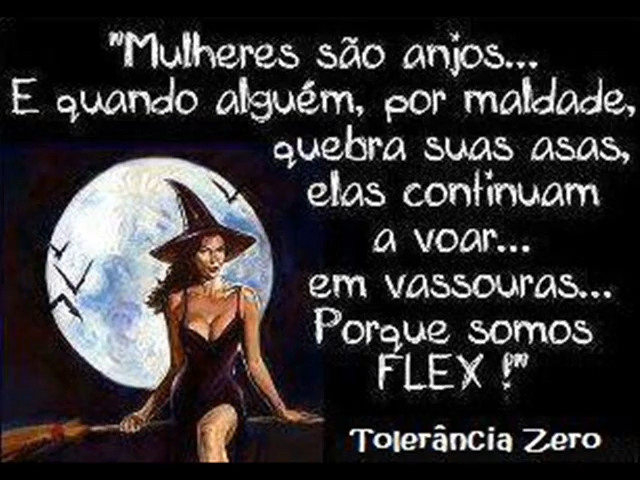 "Mulheres são anjos...
E quando alguém, por maldade,
quebra suas asas,
elas continuam
a voar...
em vassouras...
Porque somos
FLEX !"
Tolerância Zero